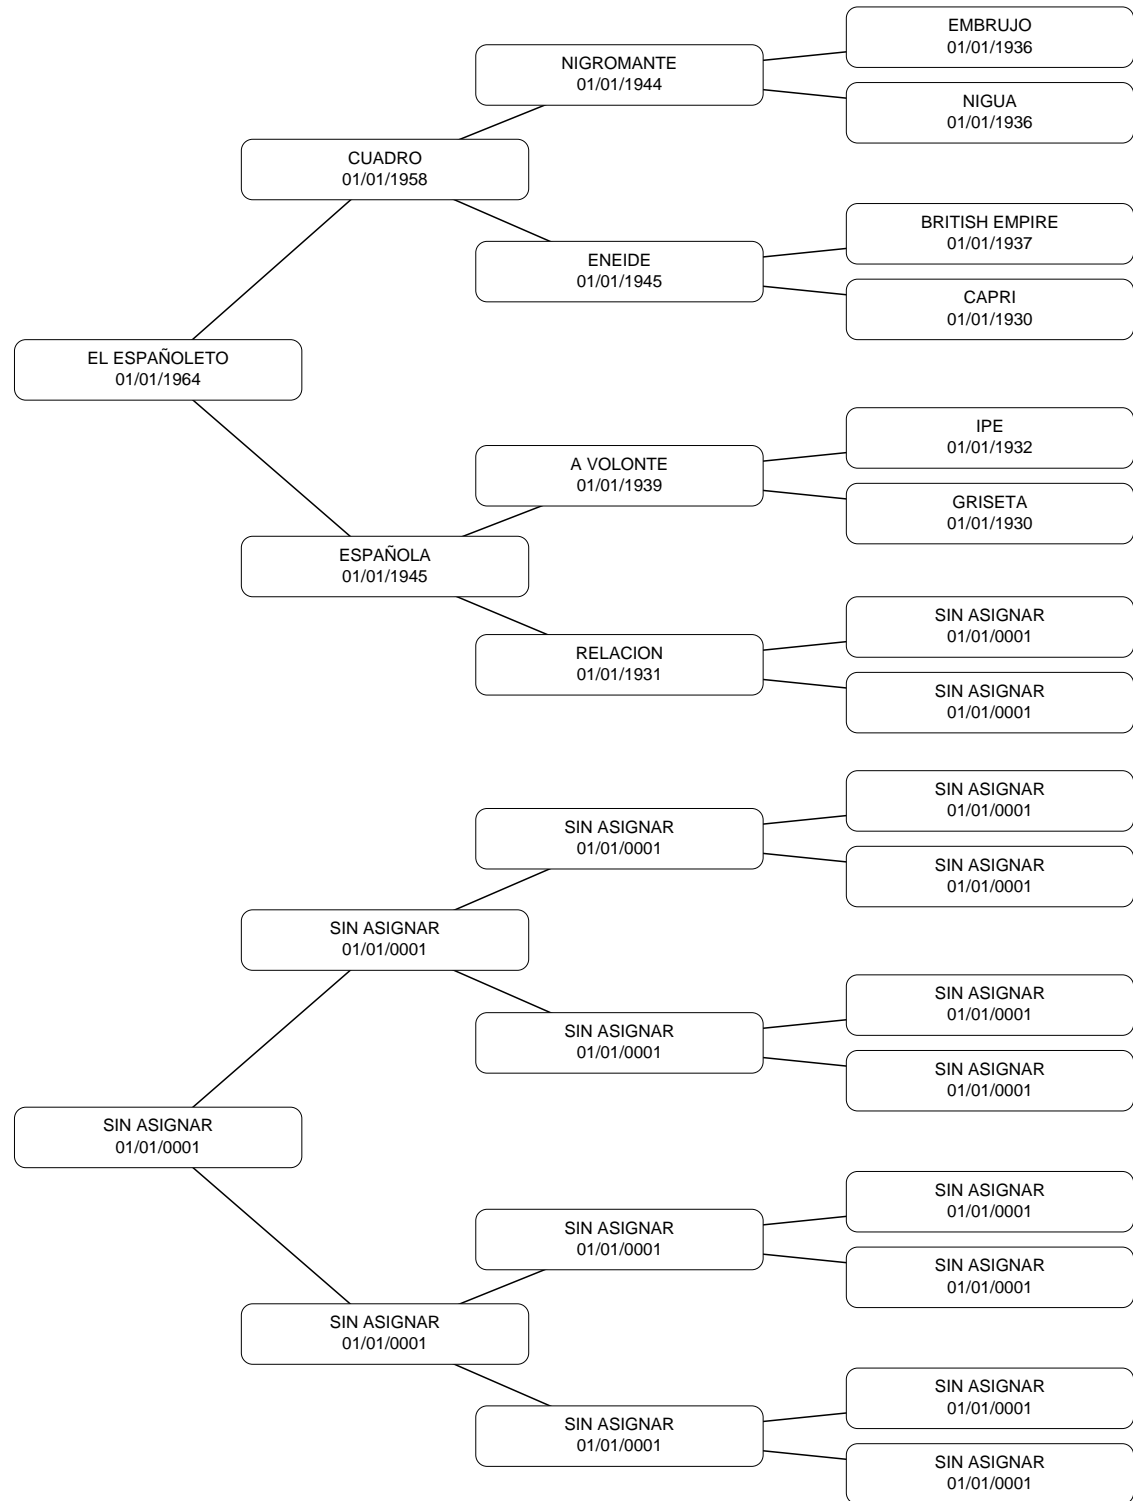 EMBRUJO
01/01/1936
NIGROMANTE
01/01/1944
NIGUA
01/01/1936
CUADRO
01/01/1958
BRITISH EMPIRE
01/01/1937
ENEIDE
01/01/1945
CAPRI
01/01/1930
EL ESPAÑOLETO
01/01/1964
IPE
01/01/1932
A VOLONTE
01/01/1939
GRISETA
01/01/1930
ESPAÑOLA
01/01/1945
SIN ASIGNAR
01/01/0001
RELACION
01/01/1931
SIN ASIGNAR
01/01/0001
SIN ASIGNAR
01/01/0001
SIN ASIGNAR
01/01/0001
SIN ASIGNAR
01/01/0001
SIN ASIGNAR
01/01/0001
SIN ASIGNAR
01/01/0001
SIN ASIGNAR
01/01/0001
SIN ASIGNAR
01/01/0001
SIN ASIGNAR
01/01/0001
SIN ASIGNAR
01/01/0001
SIN ASIGNAR
01/01/0001
SIN ASIGNAR
01/01/0001
SIN ASIGNAR
01/01/0001
SIN ASIGNAR
01/01/0001
SIN ASIGNAR
01/01/0001
SIN ASIGNAR
01/01/0001